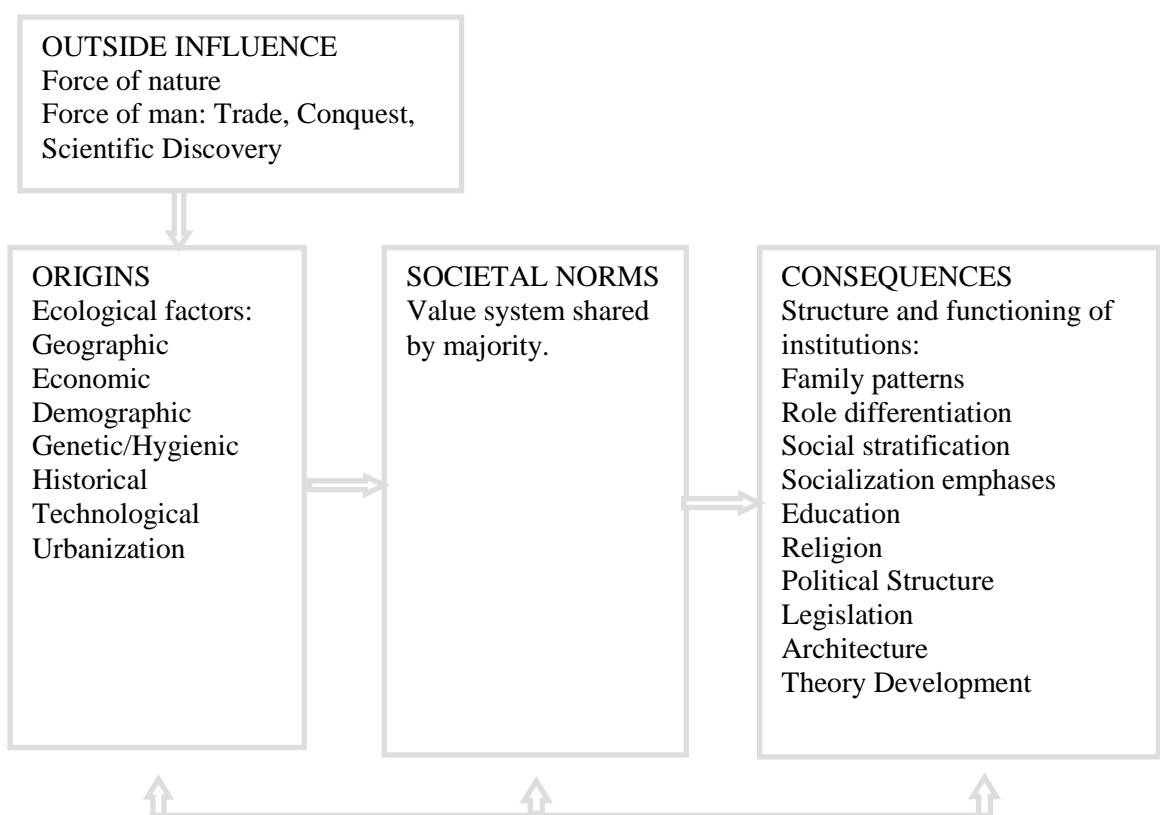 OUTSIDE INFLUENCE
Force of nature
Force of man: Trade, Conquest,
Scientific Discovery
ORIGINS
Ecological factors:
Geographic
Economic
Demographic
Genetic/Hygienic
Historical
Technological
Urbanization
SOCIETAL NORMS
Value system shared
by majority.
CONSEQUENCES
Structure and functioning of
institutions:
Family patterns
Role differentiation
Social stratification
Socialization emphases
Education
Religion
Political Structure
Legislation
Architecture
Theory Development